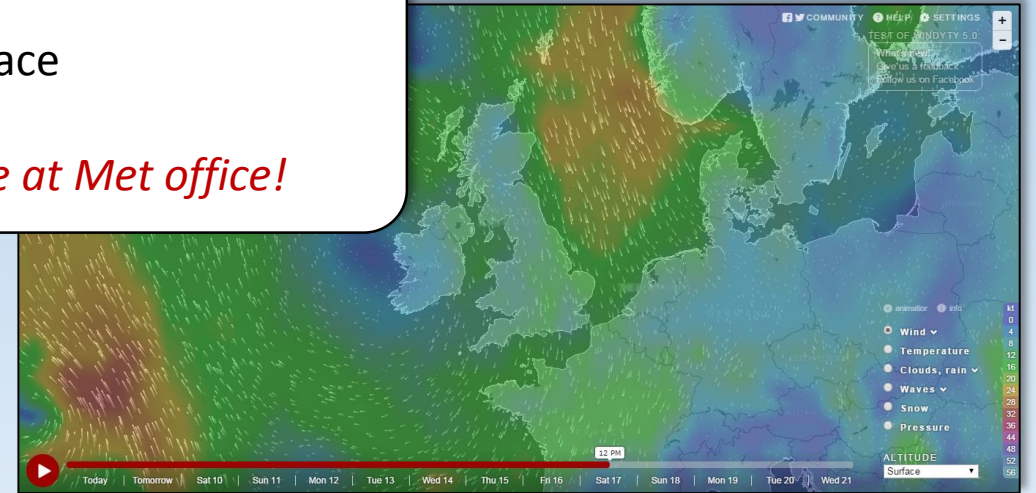 ace
e at Met office!
COMMUNITY HELP SETTINGS
+
-
TEST OF WINDYTY 5.0:
What's new?
Give us a feedback
Follow us on Facebook
animation info
kt
0
4
8
12
16
20
24
28
32
36
44
48
52
56
Wind
Temperature
Clouds, rain
Waves
Snow
Pressure
ALTITUDE
Surface
12 PM
Today | Tomorrow | Sat 10 | Sun 11 | Mon 12 | Tue 13 | Wed 14 | Thu 15 | Fri 16 | Sat 17 | Sun 18 | Mon 19 | Tue 20 | Wed 21